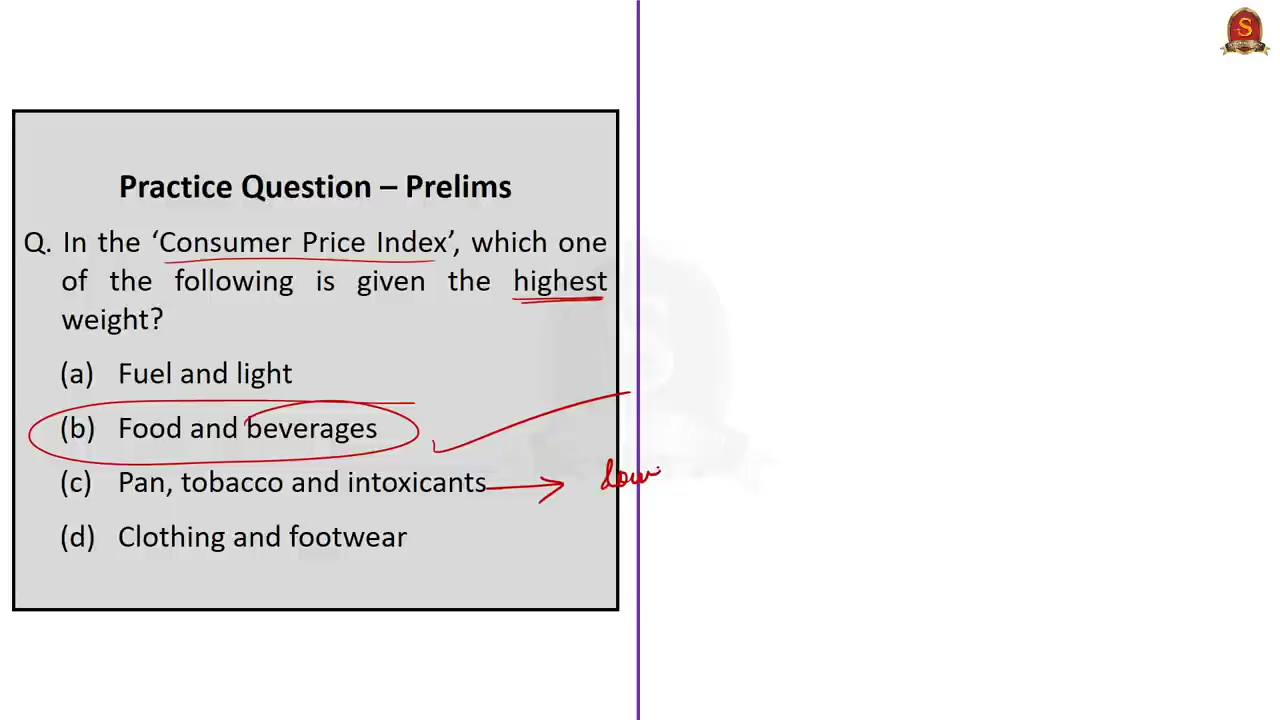 Practice Question – Prelims
Q. In the ‘Consumer Price Index’, which one
of the following is given the highest
weight?
(a) Fuel and light
(b) Food and beverages
(c) Pan, tobacco and intoxicants
low
(d) Clothing and footwear
S